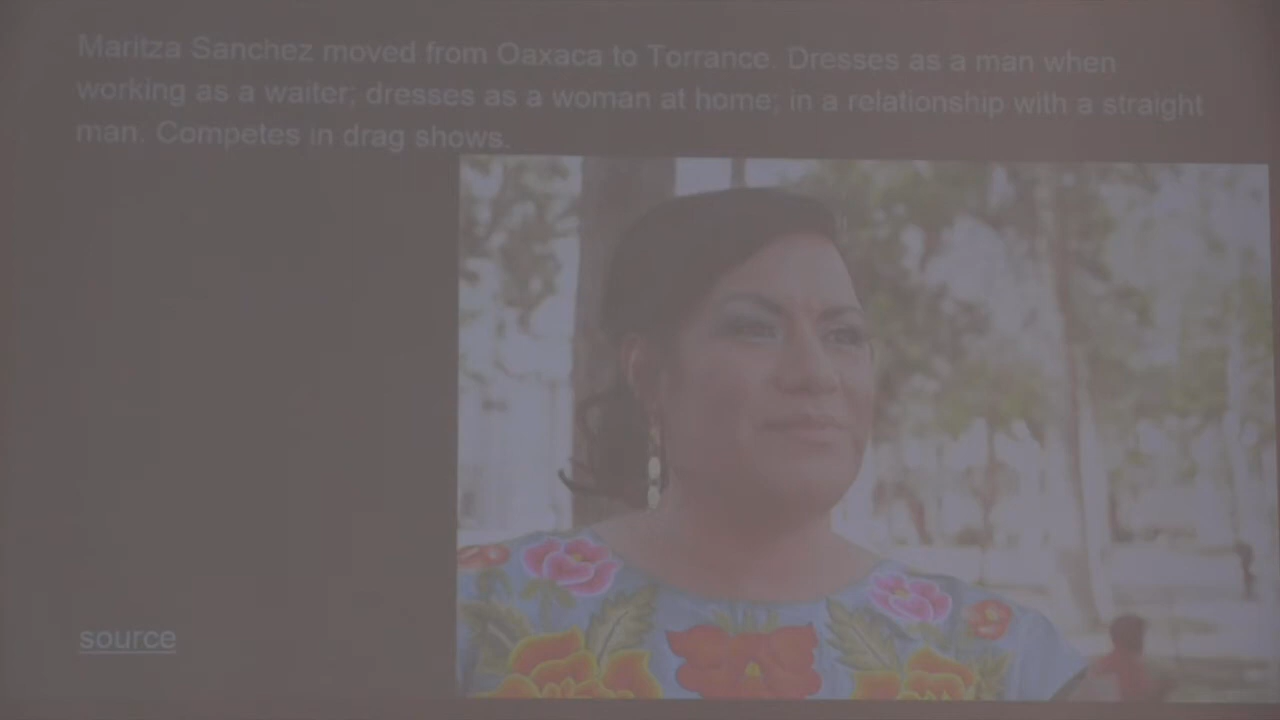 Maritza Sanchez moved from Oaxaca to Torrance. Dresses as a man when
working as a waiter; dresses as a woman at home; in a relationship with a straight
man. Competes in drag shows.
source